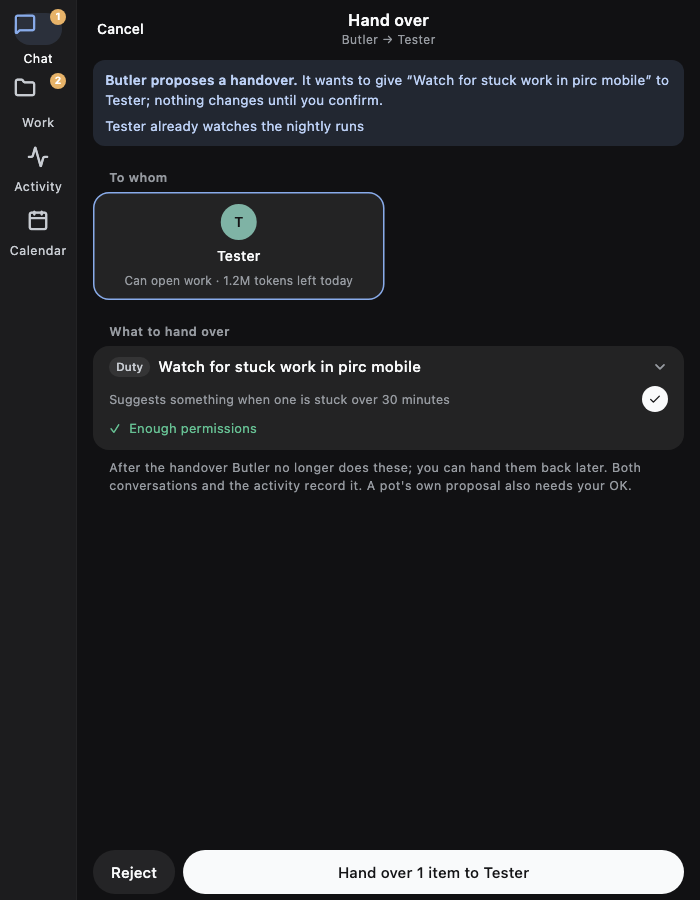 1
Chat
2
Work
Activity
Calendar
Cancel
Hand over
Butler → Tester
Butler proposes a handover. It wants to give “Watch for stuck work in pirc mobile” to
Tester; nothing changes until you confirm.
Tester already watches the nightly runs
To whom
T
Tester
Can open work · 1.2M tokens left today
What to hand over
Duty Watch for stuck work in pirc mobile
Suggests something when one is stuck over 30 minutes
✓ Enough permissions
After the handover Butler no longer does these; you can hand them back later. Both
conversations and the activity record it. A pot's own proposal also needs your OK.
Reject
Hand over 1 item to Tester